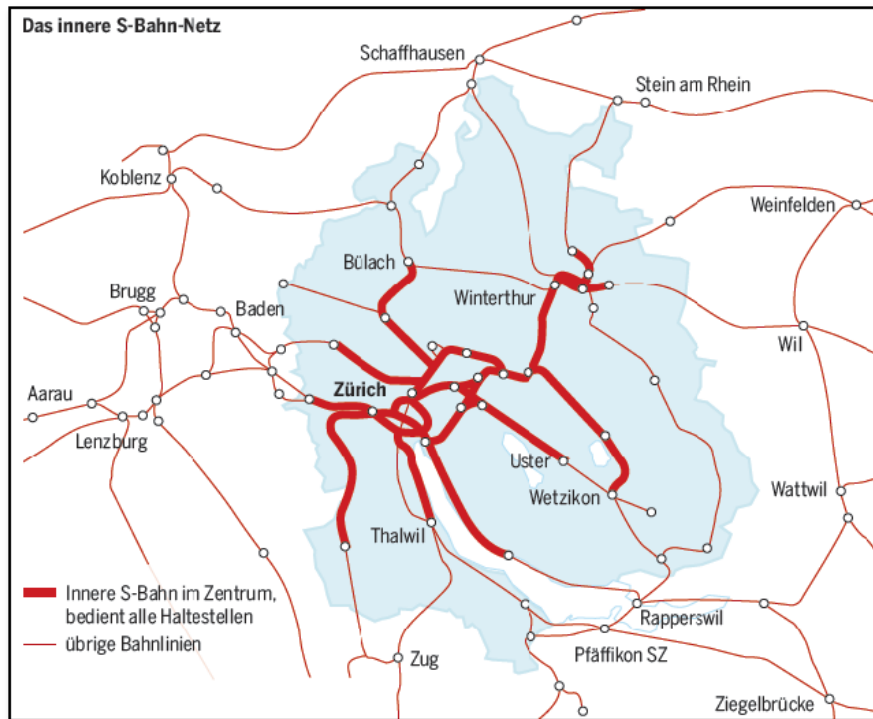 Das innere S-Bahn-Netz
Schaffhausen
Stein am Rhein
Koblenz
Weinfelden
Bülach
Winterthur
Brugg
Baden
Wil
Zürich
Aarau
Lenzburg
Uster
Wetzikon
Wattwil
Thalwil
Innere S-Bahn im Zentrum,
bedient alle Haltestellen
Rapperswil
übrige Bahnlinien
Zug
Pfäffikon SZ
Ziegelbrücke